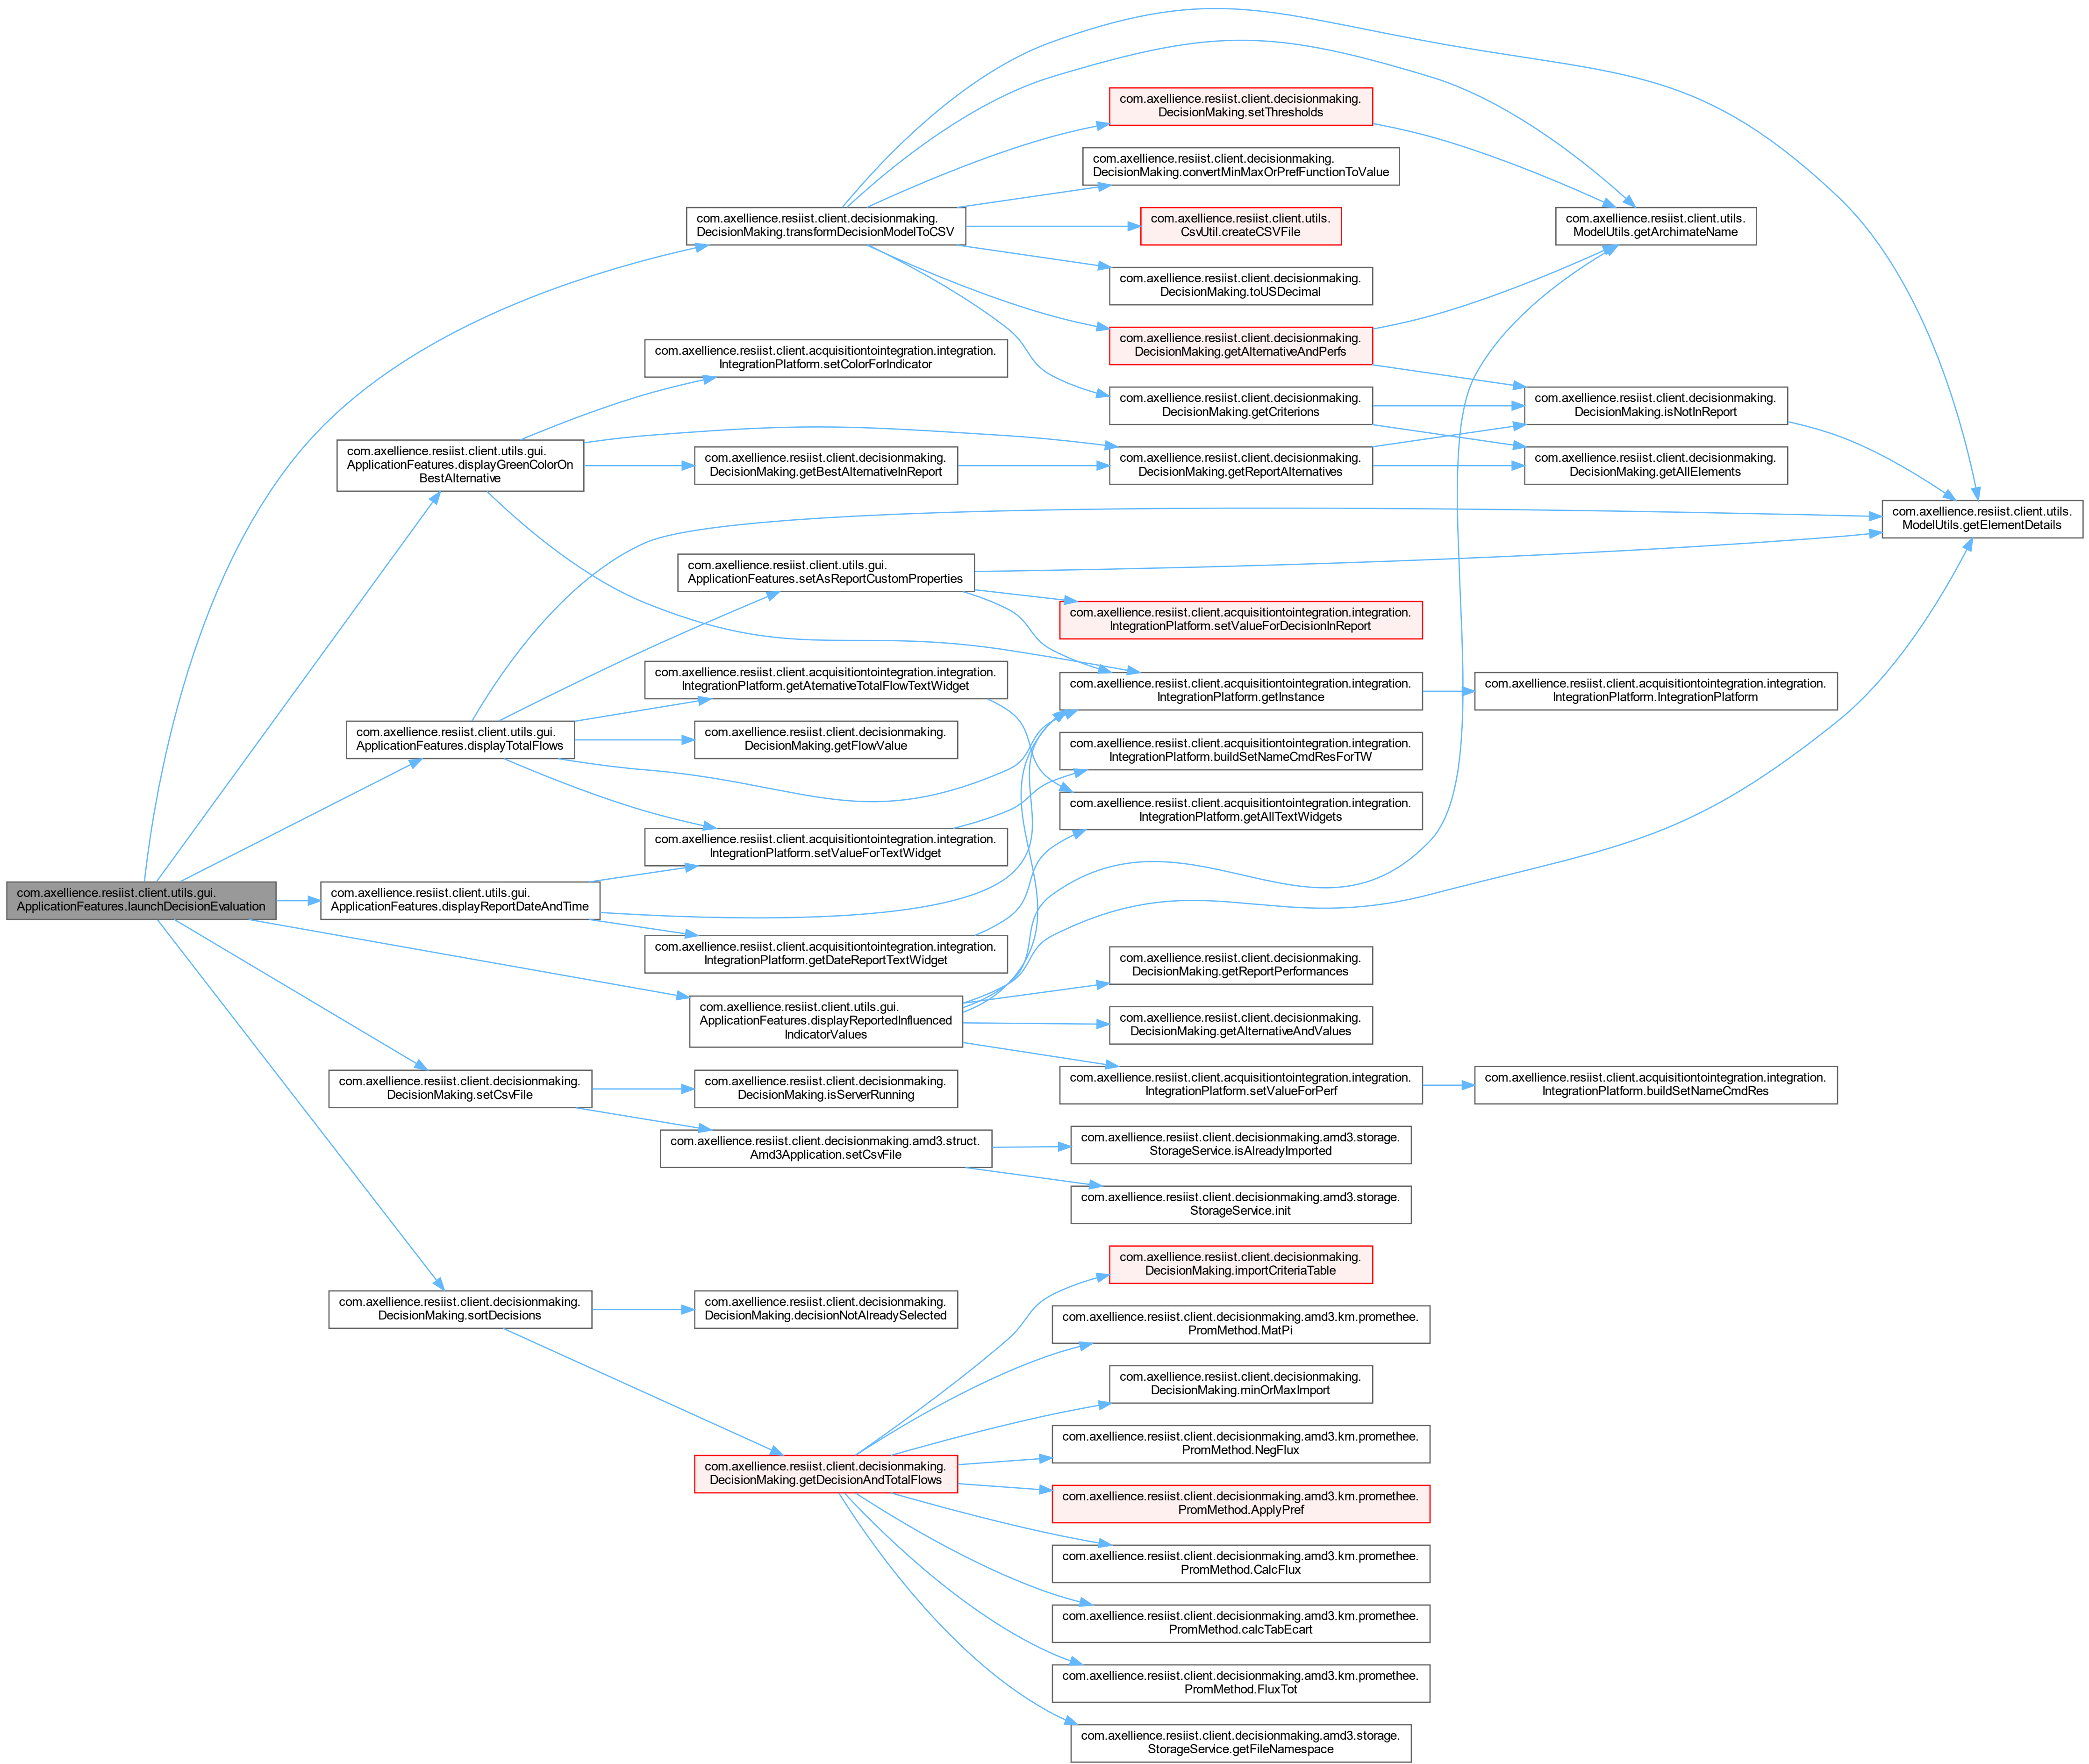 com.axellience.resiist.client.utils.gui.
ApplicationFeatures.launchDecisionEvaluation
com.axellience.resiist.client.decisionmaking.
DecisionMaking.transformDecisionModelToCSV
com.axellience.resiist.client.utils.gui.
ApplicationFeatures.displayGreenColorOn
BestAlternative
com.axellience.resiist.client.utils.gui.
ApplicationFeatures.displayTotalFlows
com.axellience.resiist.client.utils.gui.
ApplicationFeatures.displayReportDateAndTime
com.axellience.resiist.client.utils.gui.
ApplicationFeatures.displayReportedInfluenced
IndicatorValues
com.axellience.resiist.client.decisionmaking.
DecisionMaking.setCsvFile
com.axellience.resiist.client.decisionmaking.
DecisionMaking.sortDecisions
com.axellience.resiist.client.acquisitiontointegration.integration.
IntegrationPlatform.setColorForIndicator
com.axellience.resiist.client.decisionmaking.
DecisionMaking.getBestAlternativeInReport
com.axellience.resiist.client.utils.gui.
ApplicationFeatures.setAsReportCustomProperties
com.axellience.resiist.client.acquisitiontointegration.integration.
IntegrationPlatform.getAternativeTotalFlowTextWidget
com.axellience.resiist.client.decisionmaking.
DecisionMaking.getFlowValue
com.axellience.resiist.client.acquisitiontointegration.integration.
IntegrationPlatform.setValueForTextWidget
com.axellience.resiist.client.acquisitiontointegration.integration.
IntegrationPlatform.getDateReportTextWidget
com.axellience.resiist.client.decisionmaking.
DecisionMaking.isServerRunning
com.axellience.resiist.client.decisionmaking.amd3.struct.
Amd3Application.setCsvFile
com.axellience.resiist.client.decisionmaking.
DecisionMaking.decisionNotAlreadySelected
com.axellience.resiist.client.decisionmaking.
DecisionMaking.getDecisionAndTotalFlows
com.axellience.resiist.client.decisionmaking.
DecisionMaking.setThresholds
com.axellience.resiist.client.decisionmaking.
DecisionMaking.convertMinMaxOrPrefFunctionToValue
com.axellience.resiist.client.utils.
CsvUtil.createCSVFile
com.axellience.resiist.client.decisionmaking.
DecisionMaking.toUSDecimal
com.axellience.resiist.client.decisionmaking.
DecisionMaking.getAlternativeAndPerfs
com.axellience.resiist.client.decisionmaking.
DecisionMaking.getCriterions
com.axellience.resiist.client.decisionmaking.
DecisionMaking.getReportAlternatives
com.axellience.resiist.client.acquisitiontointegration.integration.
IntegrationPlatform.setValueForDecisionInReport
com.axellience.resiist.client.acquisitiontointegration.integration.
IntegrationPlatform.getInstance
com.axellience.resiist.client.acquisitiontointegration.integration.
IntegrationPlatform.buildSetNameCmdResForTW
com.axellience.resiist.client.acquisitiontointegration.integration.
IntegrationPlatform.getAllTextWidgets
com.axellience.resiist.client.decisionmaking.
DecisionMaking.getReportPerformances
com.axellience.resiist.client.decisionmaking.
DecisionMaking.getAlternativeAndValues
com.axellience.resiist.client.acquisitiontointegration.integration.
IntegrationPlatform.setValueForPerf
com.axellience.resiist.client.decisionmaking.amd3.storage.
StorageService.isAlreadyImported
com.axellience.resiist.client.decisionmaking.amd3.storage.
StorageService.init
com.axellience.resiist.client.decisionmaking.
DecisionMaking.importCriteriaTable
com.axellience.resiist.client.decisionmaking.amd3.km.promethee.
PromMethod.MatPi
com.axellience.resiist.client.decisionmaking.
DecisionMaking.minOrMaxImport
com.axellience.resiist.client.decisionmaking.amd3.km.promethee.
PromMethod.NegFlux
com.axellience.resiist.client.decisionmaking.amd3.km.promethee.
PromMethod.ApplyPref
com.axellience.resiist.client.decisionmaking.amd3.km.promethee.
PromMethod.CalcFlux
com.axellience.resiist.client.decisionmaking.amd3.km.promethee.
PromMethod.calcTabEcart
com.axellience.resiist.client.decisionmaking.amd3.km.promethee.
PromMethod.FluxTot
com.axellience.resiist.client.decisionmaking.amd3.storage.
StorageService.getFileNamespace
com.axellience.resiist.client.utils.
ModelUtils.getArchimateName
com.axellience.resiist.client.decisionmaking.
DecisionMaking.isNotInReport
com.axellience.resiist.client.decisionmaking.
DecisionMaking.getAllElements
com.axellience.resiist.client.acquisitiontointegration.integration.
IntegrationPlatform.IntegrationPlatform
com.axellience.resiist.client.acquisitiontointegration.integration.
IntegrationPlatform.buildSetNameCmdRes
com.axellience.resiist.client.utils.
ModelUtils.getElementDetails